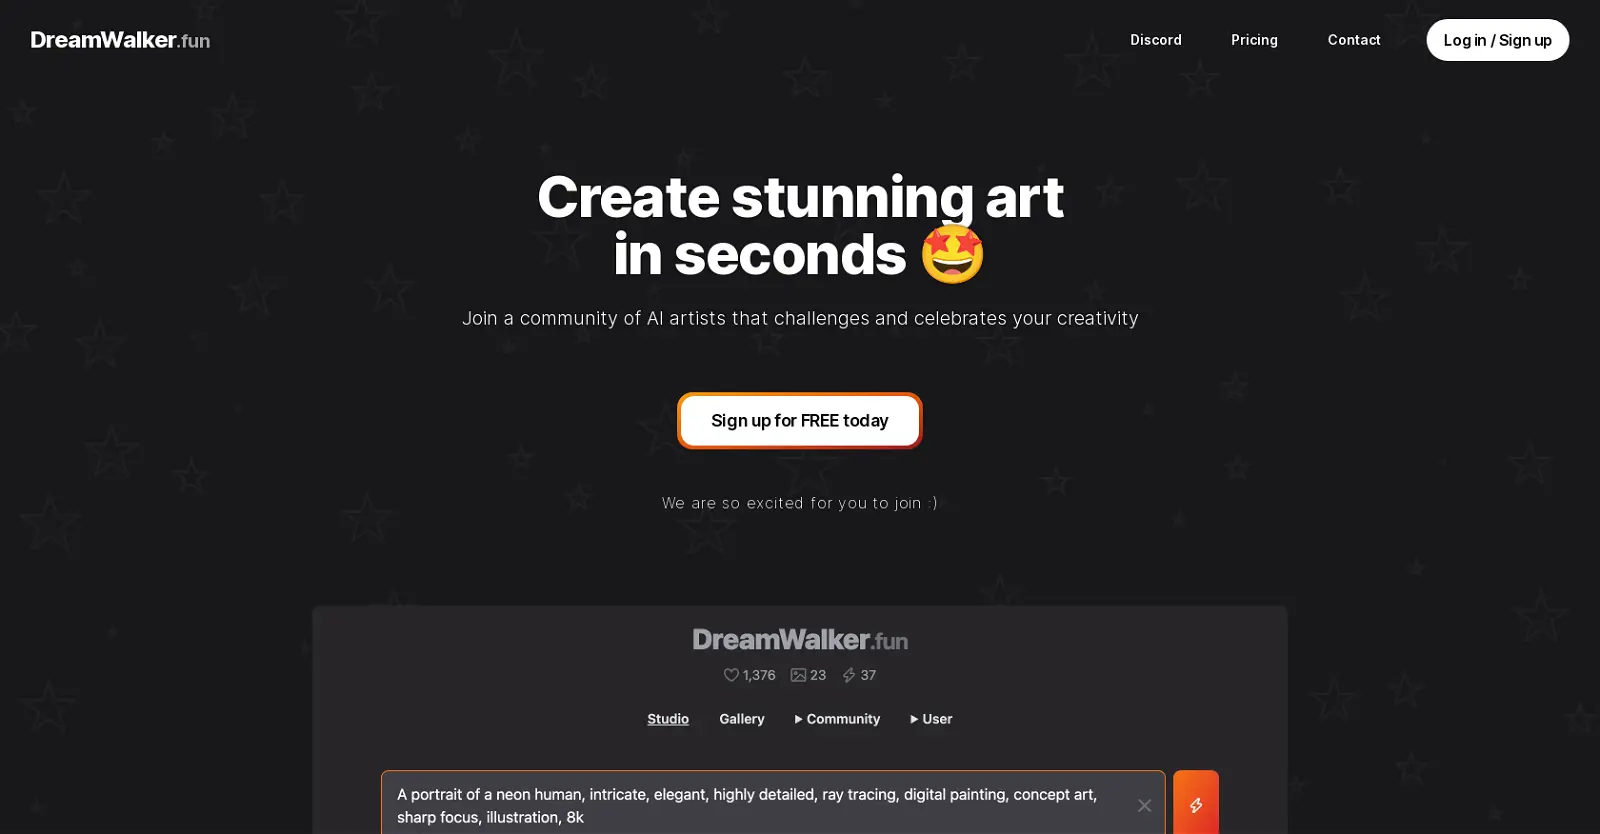 DreamWalker.fun
Discord
Pricing
Contact
Log in / Sign up
Create stunning art
in seconds 🤩
Join a community of AI artists that challenges and celebrates your creativity
Sign up for FREE today
We are so excited for you to join :)
DreamWalker.fun
1,376 23 37
Studio Gallery ▶ Community ▶ User
A portrait of a neon human, intricate, elegant, highly detailed, ray tracing, digital painting, concept art,
sharp focus, illustration, 8k